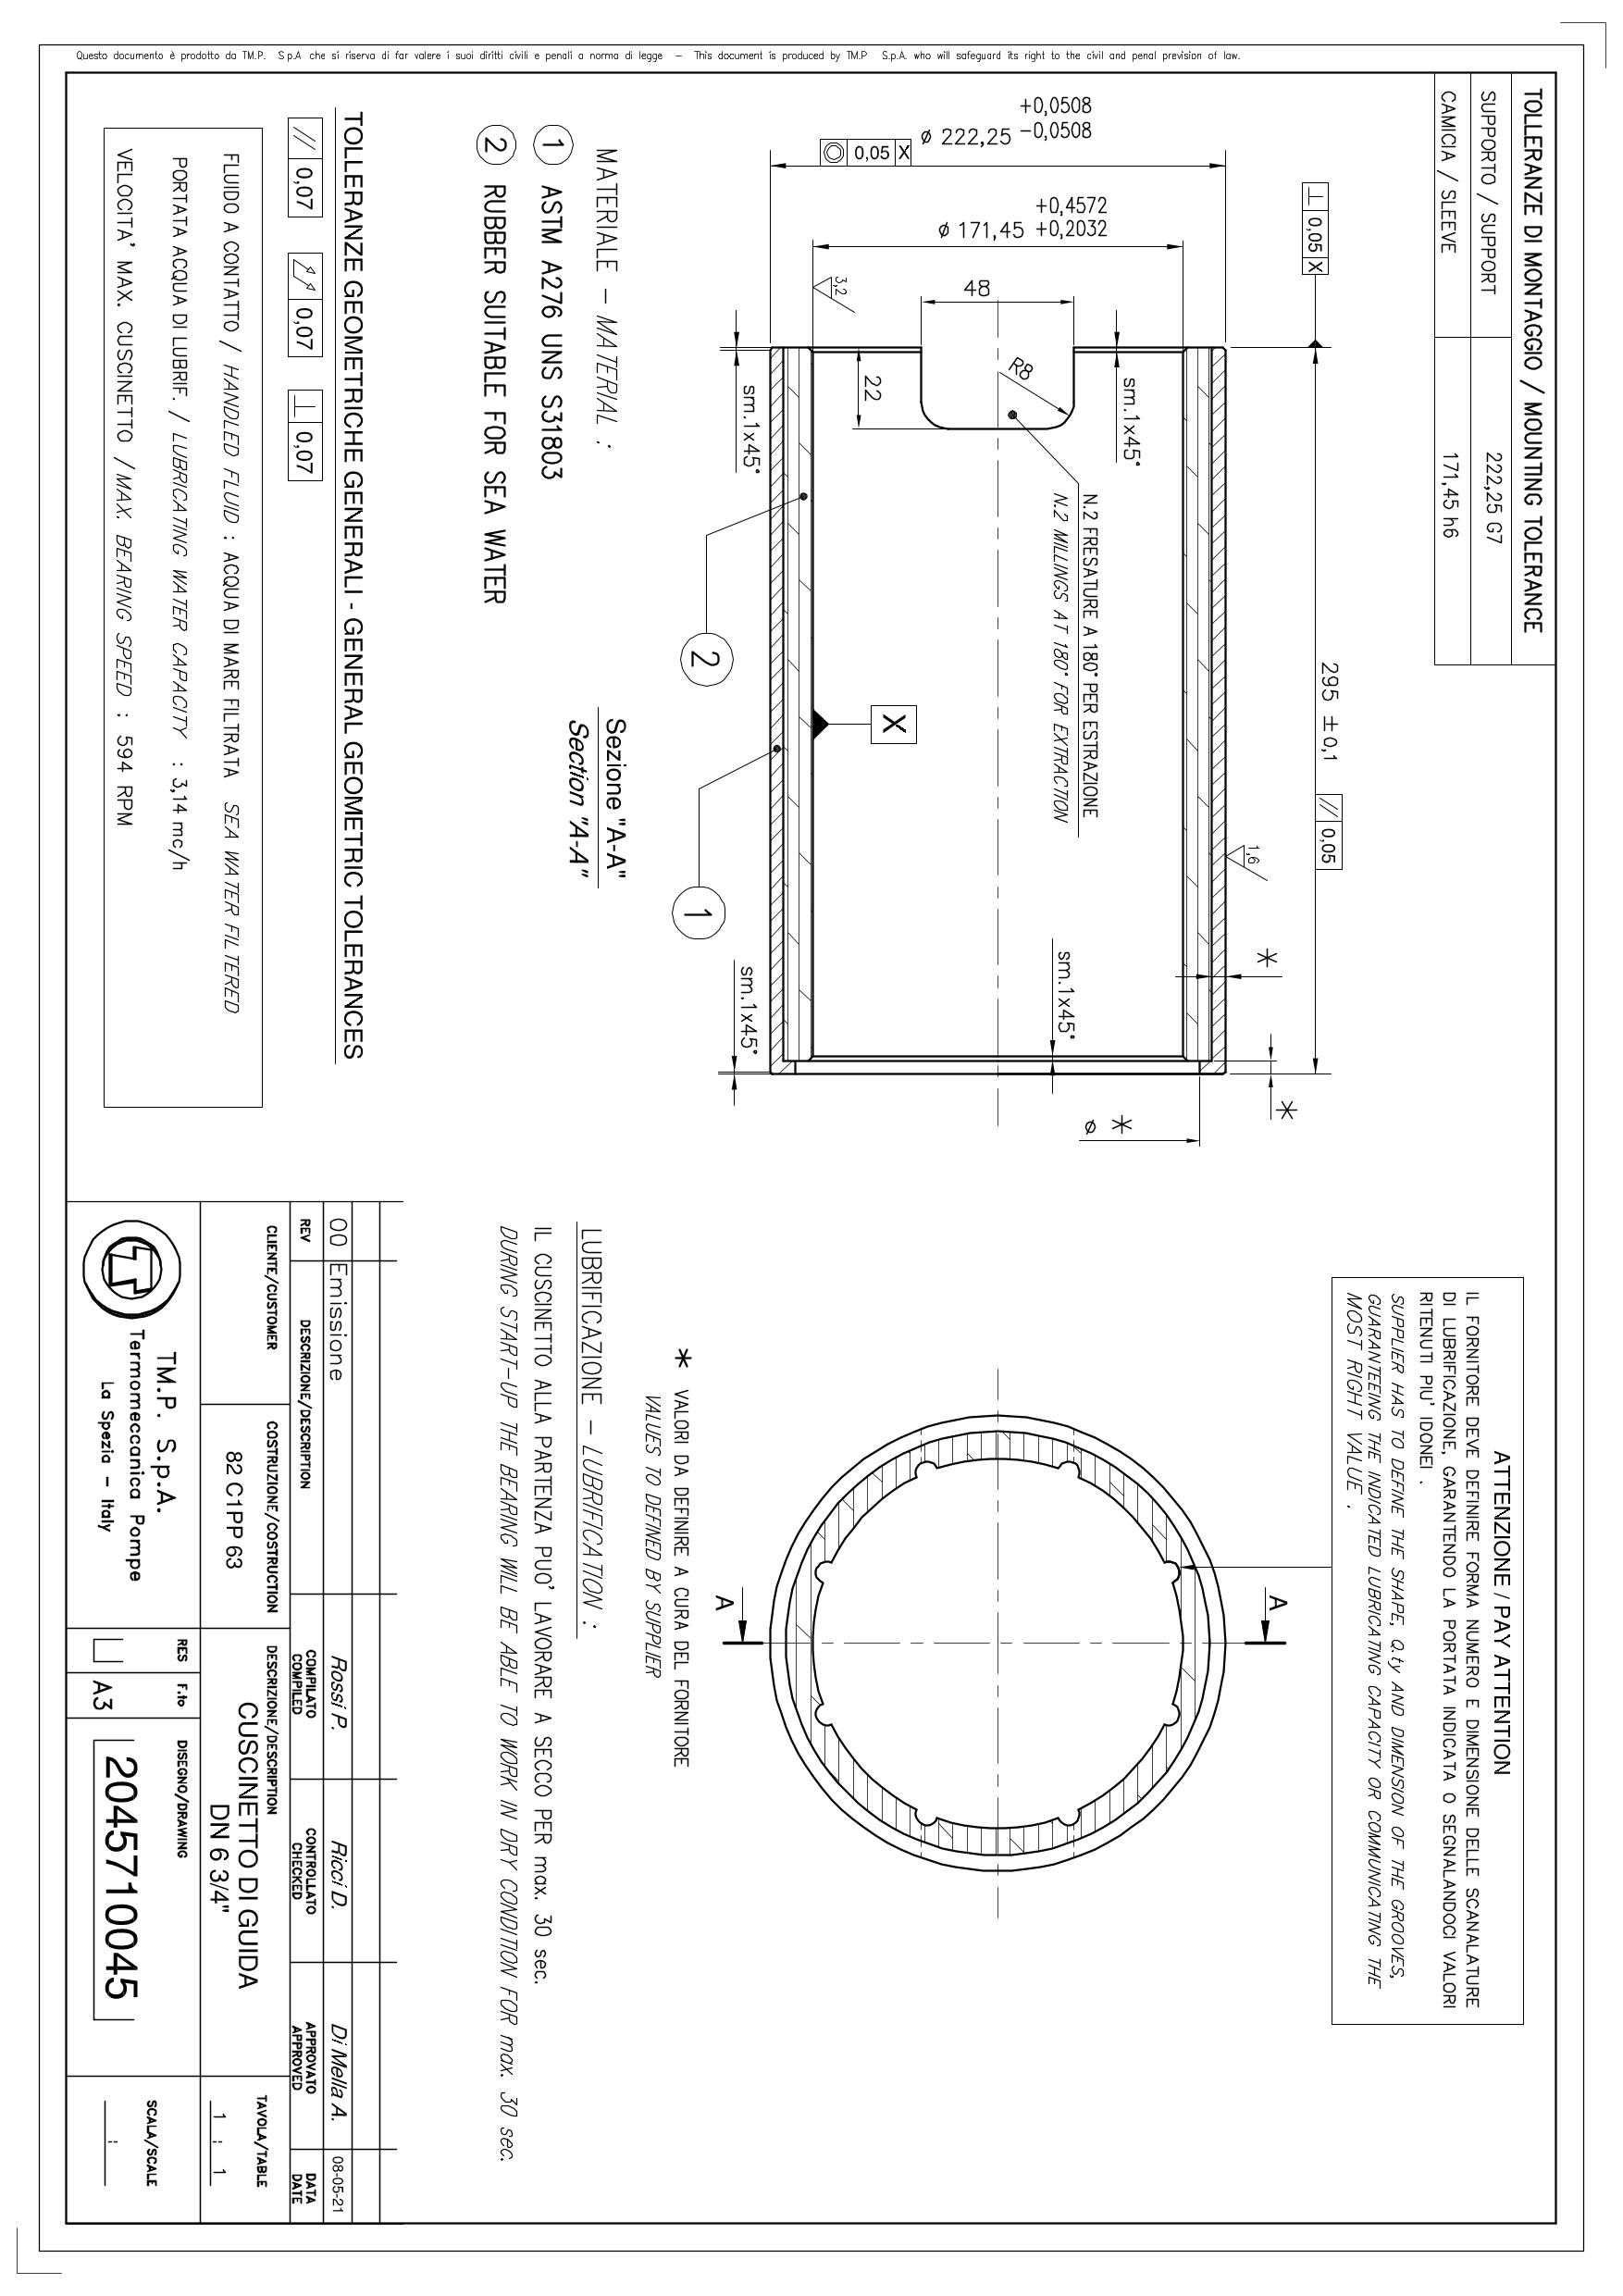 Questo documento è prodotto da TM.P. S.p.A che si riserva di far valere i suoi diritti civili e penali a norma di legge – This document is produced by TM.P S.p.A. who will safeguard its right to the civil and penal prevision of law.
TOLLERANZE DI MONTAGGIO / MOUNTING TOLERANCE
SUPPORTO / SUPPORT 222,25 G7
CAMICIA / SLEEVE 171,45 h6
⊥ 0,05 X
295 ±0,1
// 0,05
1,6
+0,0508
ø 222,25 -0,0508
◎ 0,05 X
+0,4572
ø 171,45 +0,2032
3,2
48
22
R8
sm.1x45°
sm.1x45°
sm.1x45°
sm.1x45°
N.2 FRESATURE A 180° PER ESTRAZIONE
N.2 MILLINGS AT 180° FOR EXTRACTION
X
*
*
ø *
2
1
Sezione "A-A"
Section "A-A"
MATERIALE – MATERIAL :
1 ASTM A276 UNS S31803
2 RUBBER SUITABLE FOR SEA WATER
TOLLERANZE GEOMETRICHE GENERALI - GENERAL GEOMETRIC TOLERANCES
// 0,07
0,07
⊥ 0,07
FLUIDO A CONTATTO / HANDLED FLUID : ACQUA DI MARE FILTRATA SEA WATER FILTERED
PORTATA ACQUA DI LUBRIF. / LUBRICATING WATER CAPACITY : 3,14 mc/h
VELOCITA' MAX. CUSCINETTO / MAX. BEARING SPEED : 594 RPM
ATTENZIONE / PAY ATTENTION
IL FORNITORE DEVE DEFINIRE FORMA NUMERO E DIMENSIONE DELLE SCANALATURE
DI LUBRIFICAZIONE, GARANTENDO LA PORTATA INDICATA O SEGNALANDOCI VALORI
RITENUTI PIU' IDONEI .
SUPPLIER HAS TO DEFINE THE SHAPE, Q.ty AND DIMENSION OF THE GROOVES,
GUARANTEEING THE INDICATED LUBRICATING CAPACITY OR COMMUNICATING THE
MOST RIGHT VALUE .
A
A
* VALORI DA DEFINIRE A CURA DEL FORNITORE
VALUES TO DEFINED BY SUPPLIER
LUBRIFICAZIONE – LUBRIFICATION :
IL CUSCINETTO ALLA PARTENZA PUO' LAVORARE A SECCO PER max. 30 sec.
DURING START-UP THE BEARING WILL BE ABLE TO WORK IN DRY CONDITION FOR max. 30 sec.
00 Emissione Rossi P. Ricci D. Di Mella A. 08-05-21
REV DESCRIZIONE/DESCRIPTION COMPILATO COMPILED CONTROLLATO CHECKED APPROVATO APPROVED DATA DATE
CLIENTE/CUSTOMER COSTRUZIONE/COSTRUCTION DESCRIZIONE/DESCRIPTION TAVOLA/TABLE
82 C1PP 63
CUSCINETTO DI GUIDA
DN 6 3/4"
1 : 1
TM.P. S.p.A.
Termomeccanica Pompe
La Spezia – Italy
RES F.to DISEGNO/DRAWING SCALA/SCALE
A3 2045710045 :